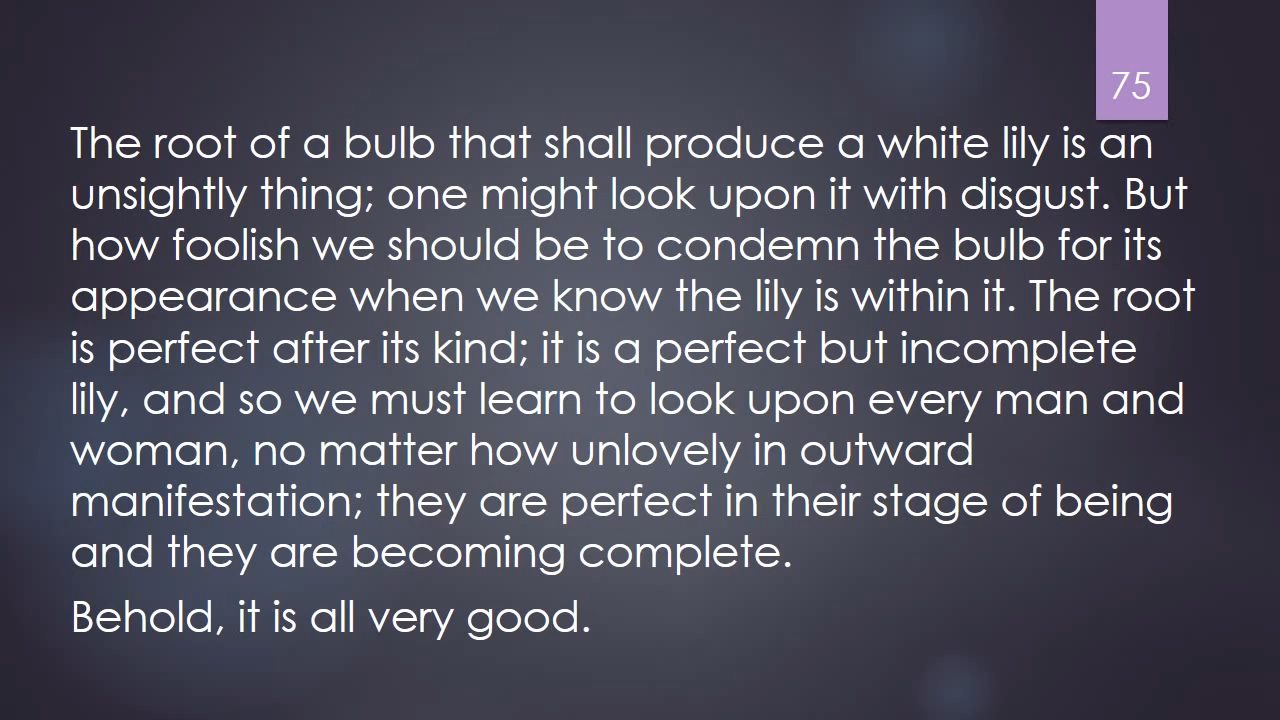 75
The root of a bulb that shall produce a white lily is an
unsightly thing; one might look upon it with disgust. But
how foolish we should be to condemn the bulb for its
appearance when we know the lily is within it. The root
is perfect after its kind; it is a perfect but incomplete
lily, and so we must learn to look upon every man and
woman, no matter how unlovely in outward
manifestation; they are perfect in their stage of being
and they are becoming complete.
Behold, it is all very good.